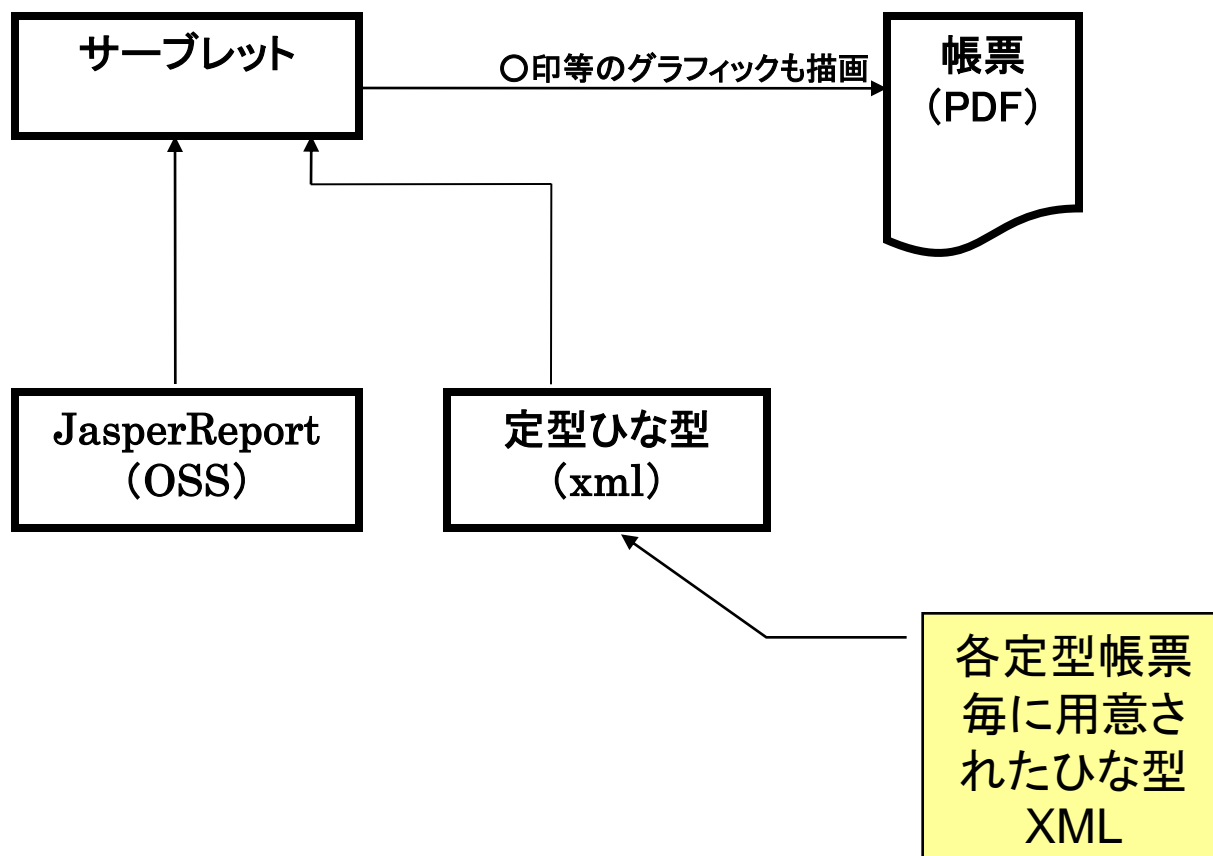 サーブレット
○印等のグラフィックも描画
帳票
（PDF）
JasperReport
（OSS）
定型ひな型
（xml）
各定型帳票
毎に用意さ
れたひな型
XML